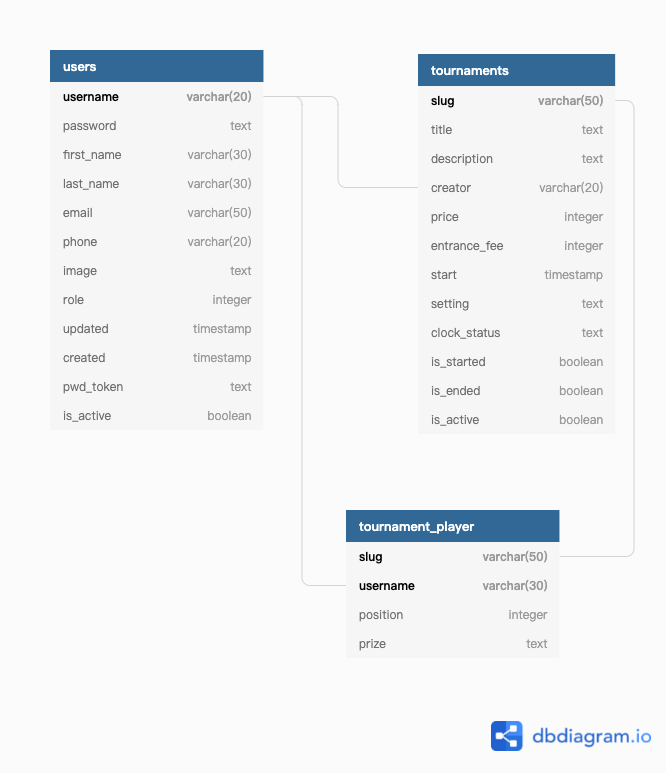 users
username varchar(20)
password text
first_name varchar(30)
last_name varchar(30)
email varchar(50)
phone varchar(20)
image text
role integer
updated timestamp
created timestamp
pwd_token text
is_active boolean
tournaments
slug varchar(50)
title text
description text
creator varchar(20)
price integer
entrance_fee integer
start timestamp
setting text
clock_status text
is_started boolean
is_ended boolean
is_active boolean
tournament_player
slug varchar(50)
username varchar(30)
position integer
prize text
dbdiagram.io